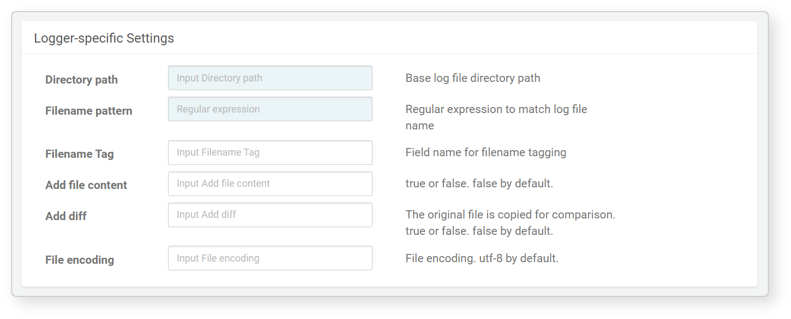 Logger-specific Settings
Directory path
Input Directory path
Base log file directory path
Filename pattern
Regular expression
Regular expression to match log file
name
Filename Tag
Input Filename Tag
Field name for filename tagging
Add file content
Input Add file content
true or false. false by default.
Add diff
Input Add diff
The original file is copied for comparison.
true or false. false by default.
File encoding
Input File encoding
File encoding. utf-8 by default.